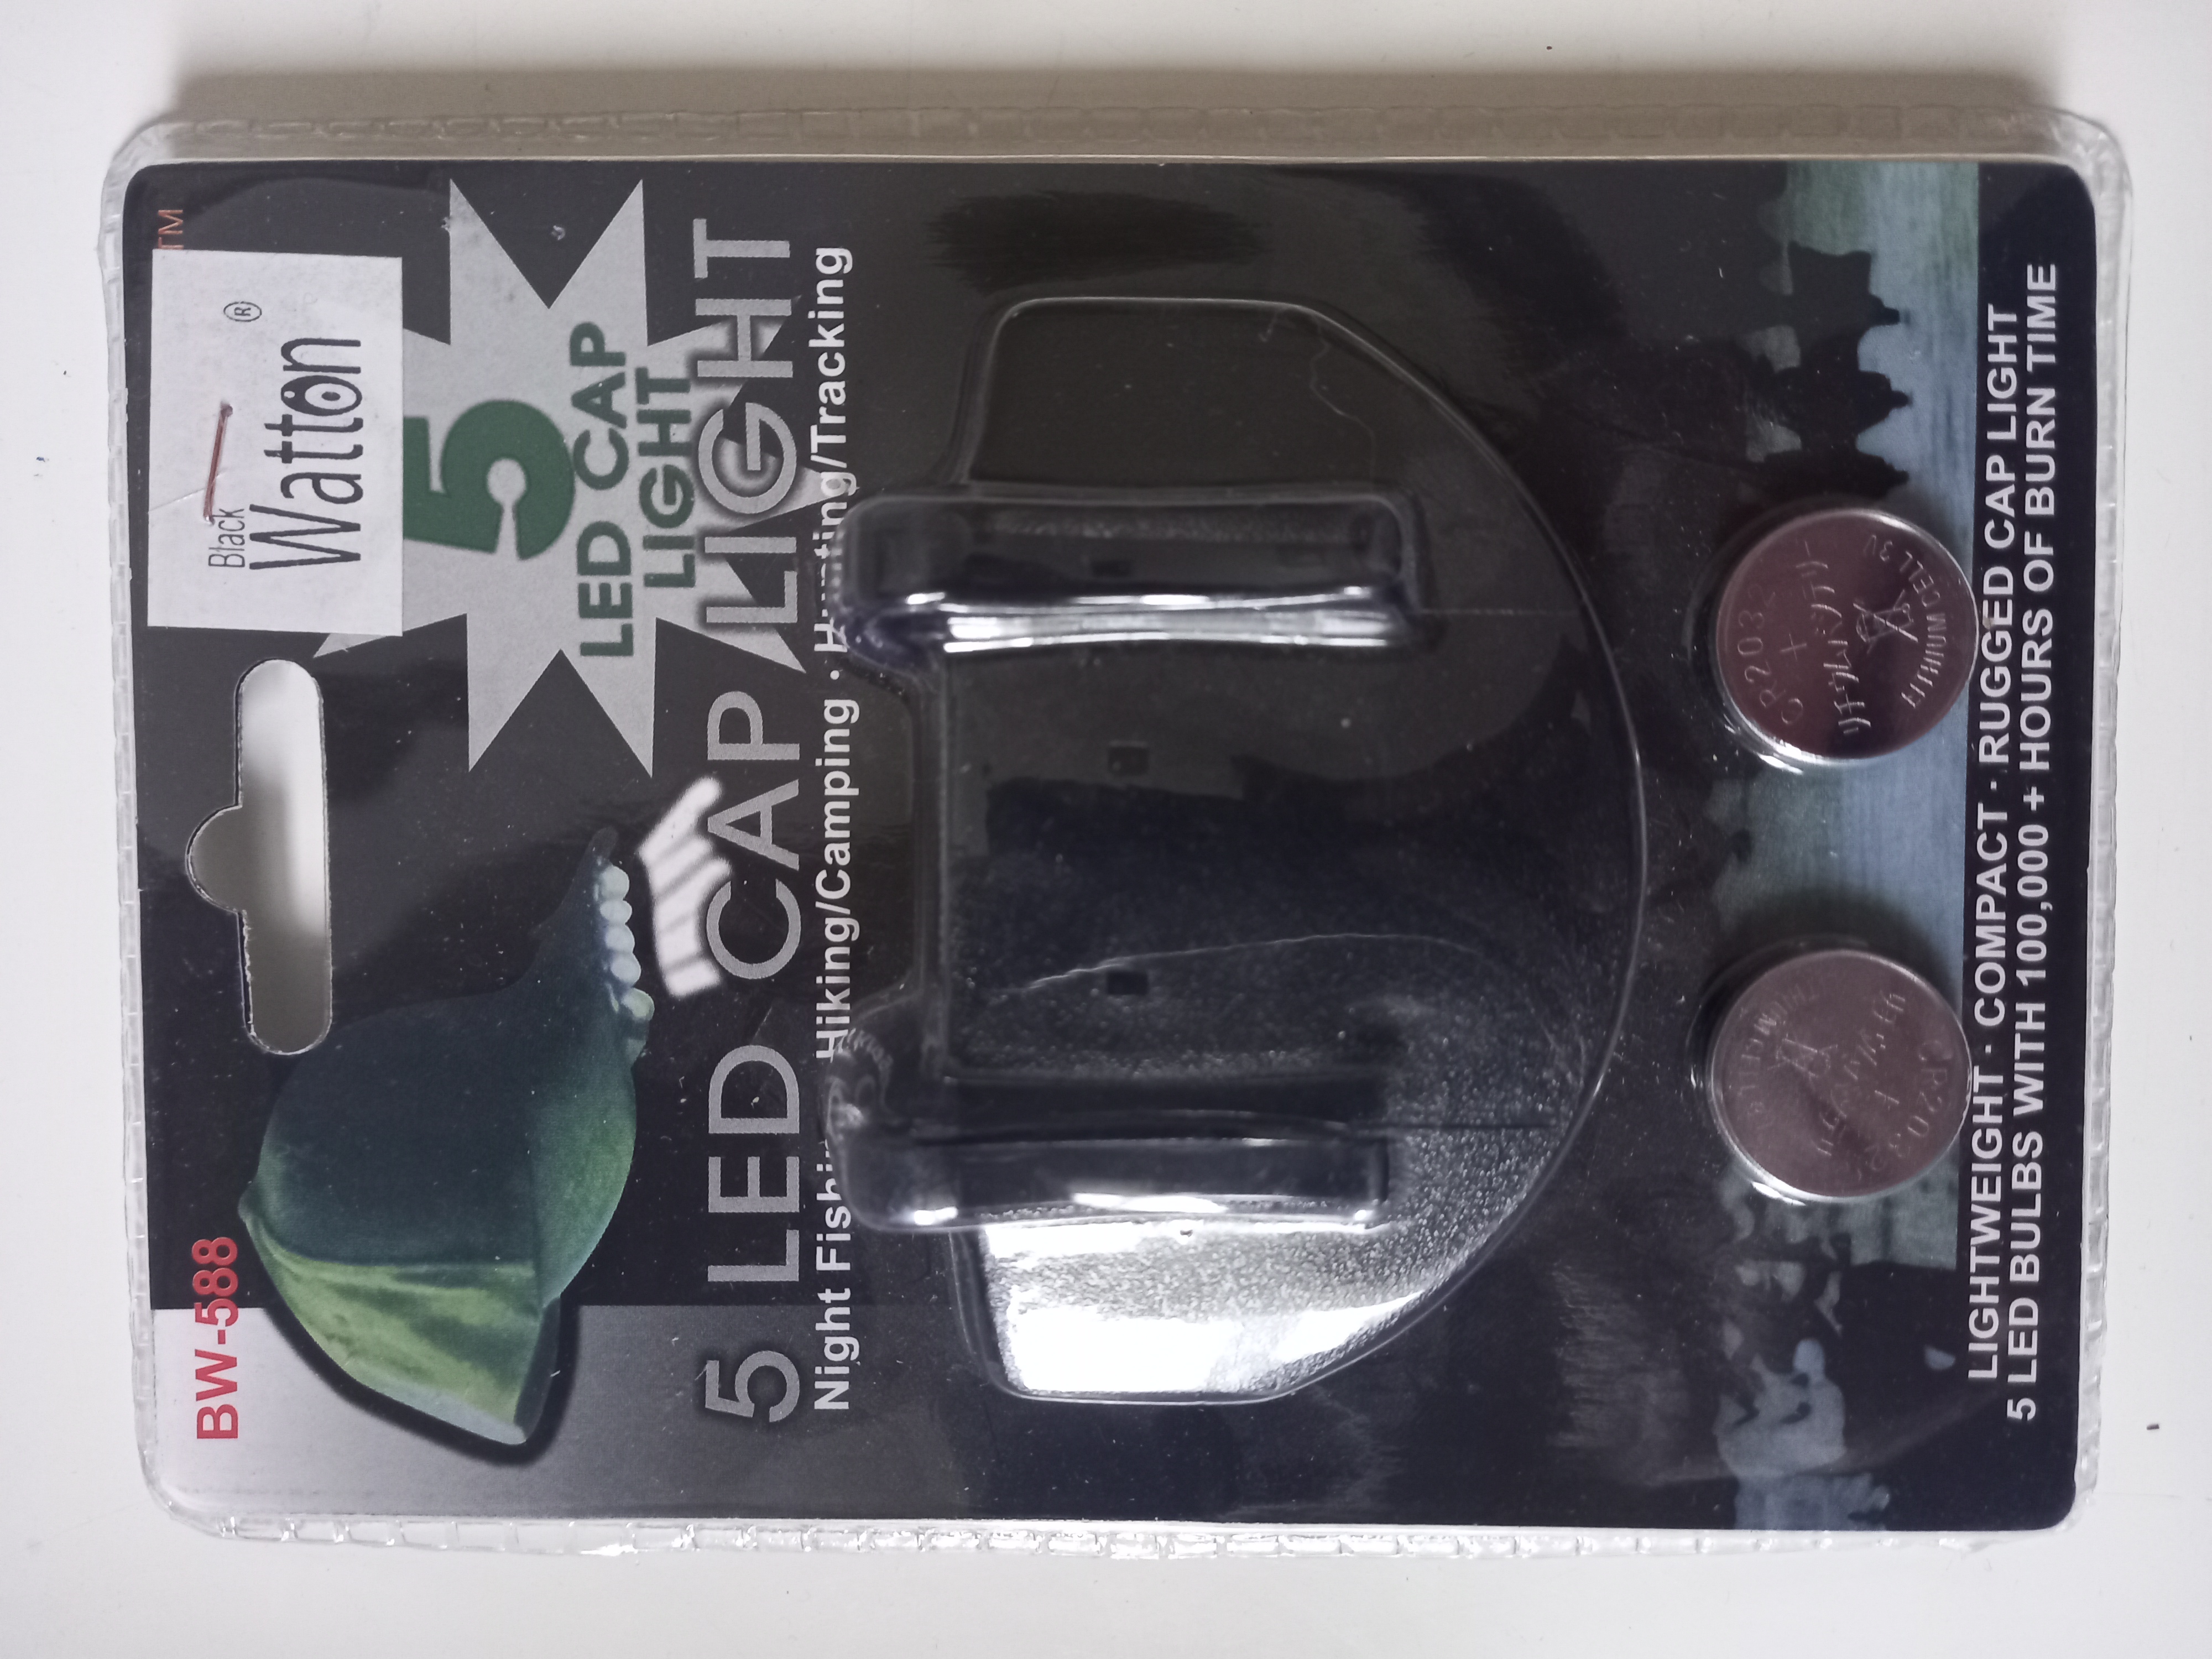 BW-588
TM
Black
Watton ®
5
LED CAP
LIGHT
5 LED CAP LIGHT
Night Fishing Hiking/Camping · Hunting/Tracking
CR2032
+
LITHIUM CELL 3V
CR2032
+
LIGHTWEIGHT · COMPACT · RUGGED CAP LIGHT
5 LED BULBS WITH 100,000 + HOURS OF BURN TIME